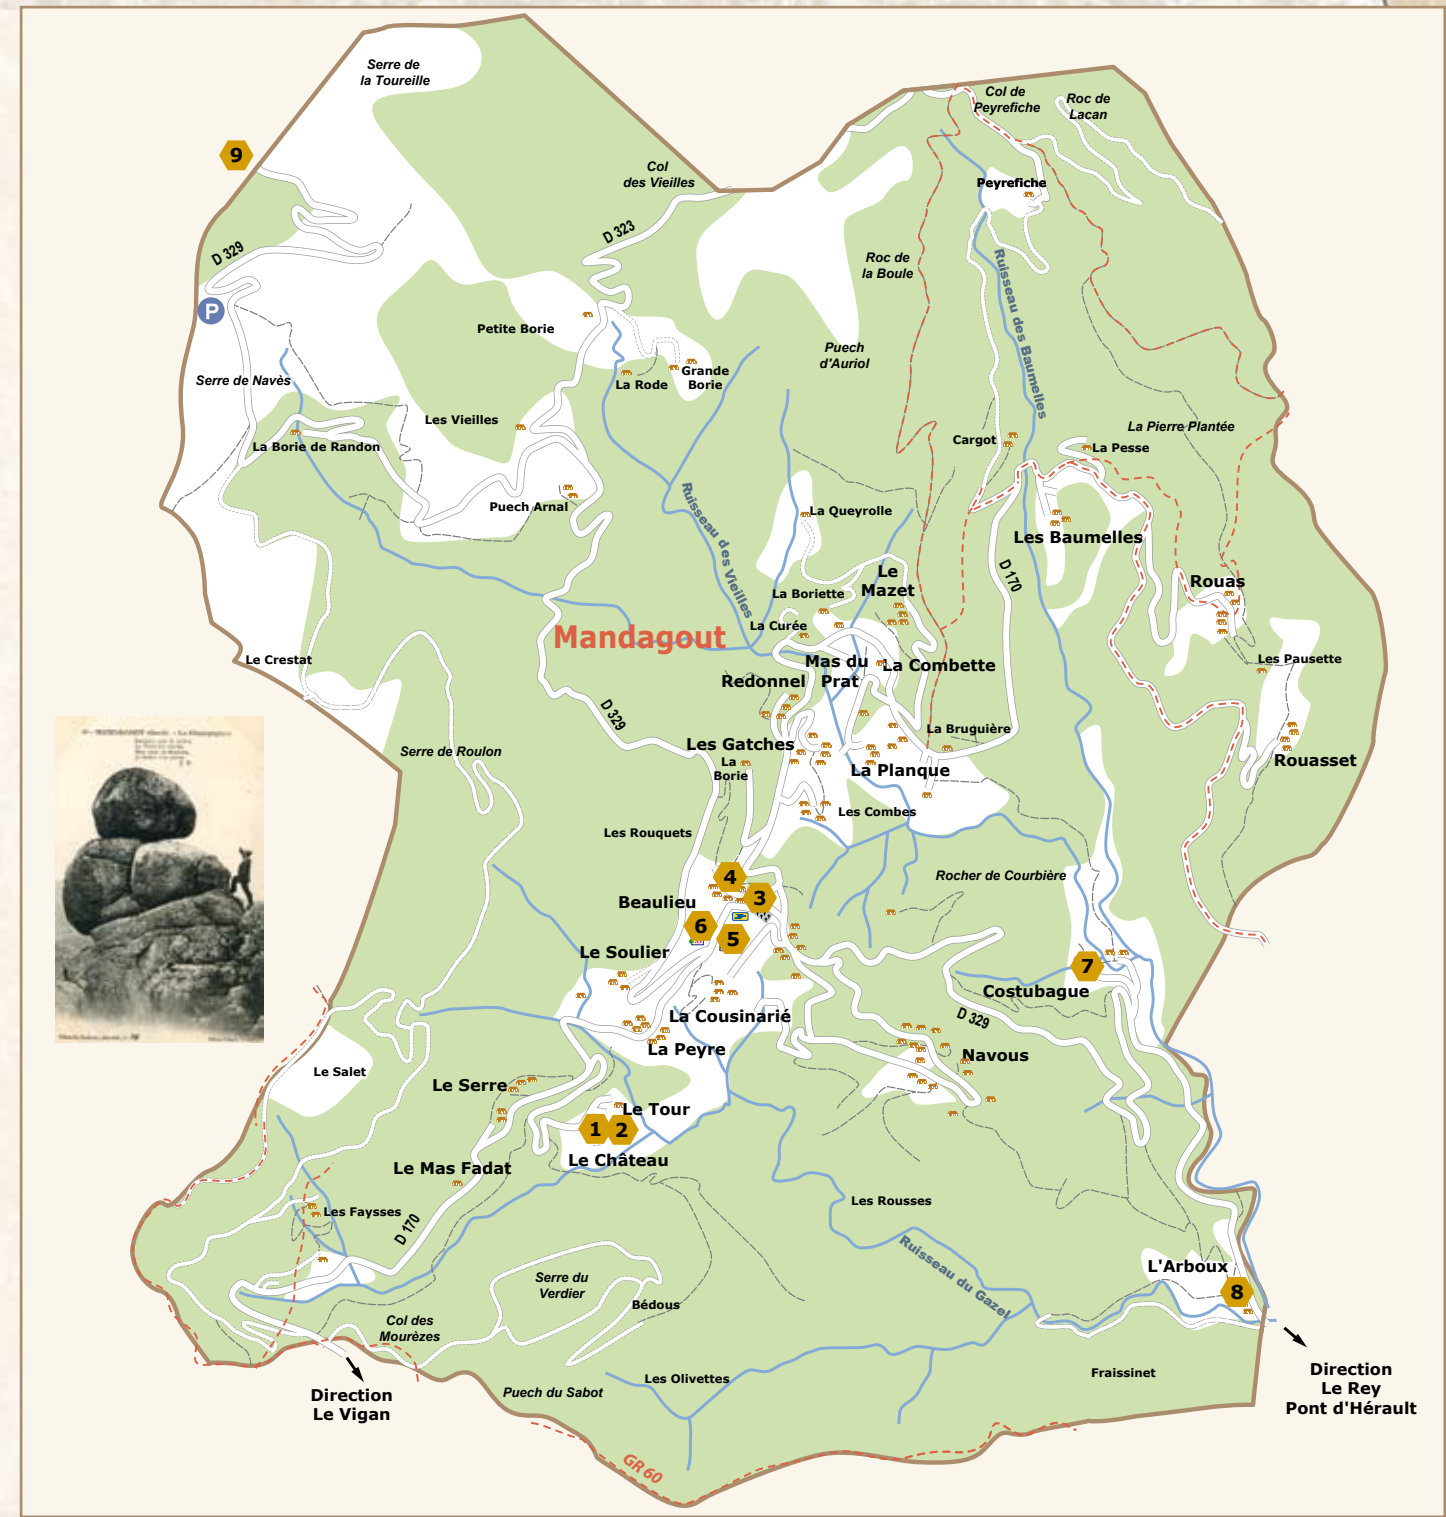 Serre de
la Toureille
Col de
Peyrefiche
Roc de
Lacan
9
Col
des Vieilles
Peyrefiche
D 323
D 329
Roc de
la Boule
Ruisseau des Baumelles
P
Petite Borie
Puech
d'Auriol
Serre de Navès
La Rode
Grande
Borie
Les Vieilles
La Pierre Plantée
Cargot
La Borie de Randon
La Pesse
Puech Arnal
La Queyrolle
Ruisseau des Vieilles
Les Baumelles
D 170
Le
Mazet
Rouas
La Boriette
La Curée
Mandagout
Le Crestat
Mas du
Prat
La Combette
Les Pausette
Redonnel
D 329
La Bruguière
Serre de Roulon
Les Gatches
La
Borie
La Planque
Rouasset
Les Combes
Les Rouquets
4
Rocher de Courbière
3
Beaulieu
6
5
Le Soulier
7
Costubague
La Cousinarié
D 329
La Peyre
Navous
Le Salet
Le Serre
Le Tour
1
2
Le Château
Le Mas Fadat
Les Rousses
Les Faysses
D 170
Ruisseau du Gazel
L'Arboux
8
Serre du
Verdier
Bédous
Col des
Mourèzes
Direction
Le Vigan
Puech du Sabot
Les Olivettes
Fraissinet
Direction
Le Rey
Pont d'Hérault
GR 60